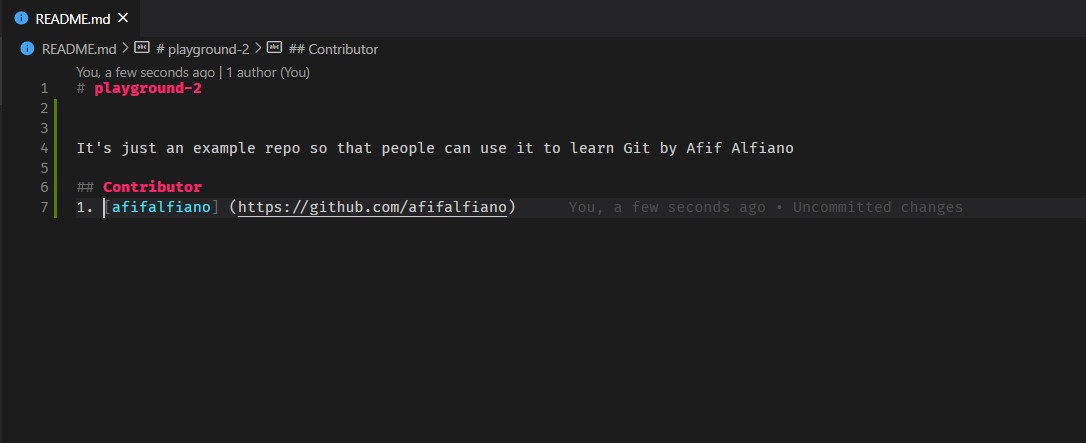 README.md
README.md > # playground-2 > ## Contributor
You, a few seconds ago | 1 author (You)
1 # playground-2
2
3
4 It's just an example repo so that people can use it to learn Git by Afif Alfiano
5
6 ## Contributor
7 1. [afifalfiano] (https://github.com/afifalfiano) You, a few seconds ago • Uncommitted changes